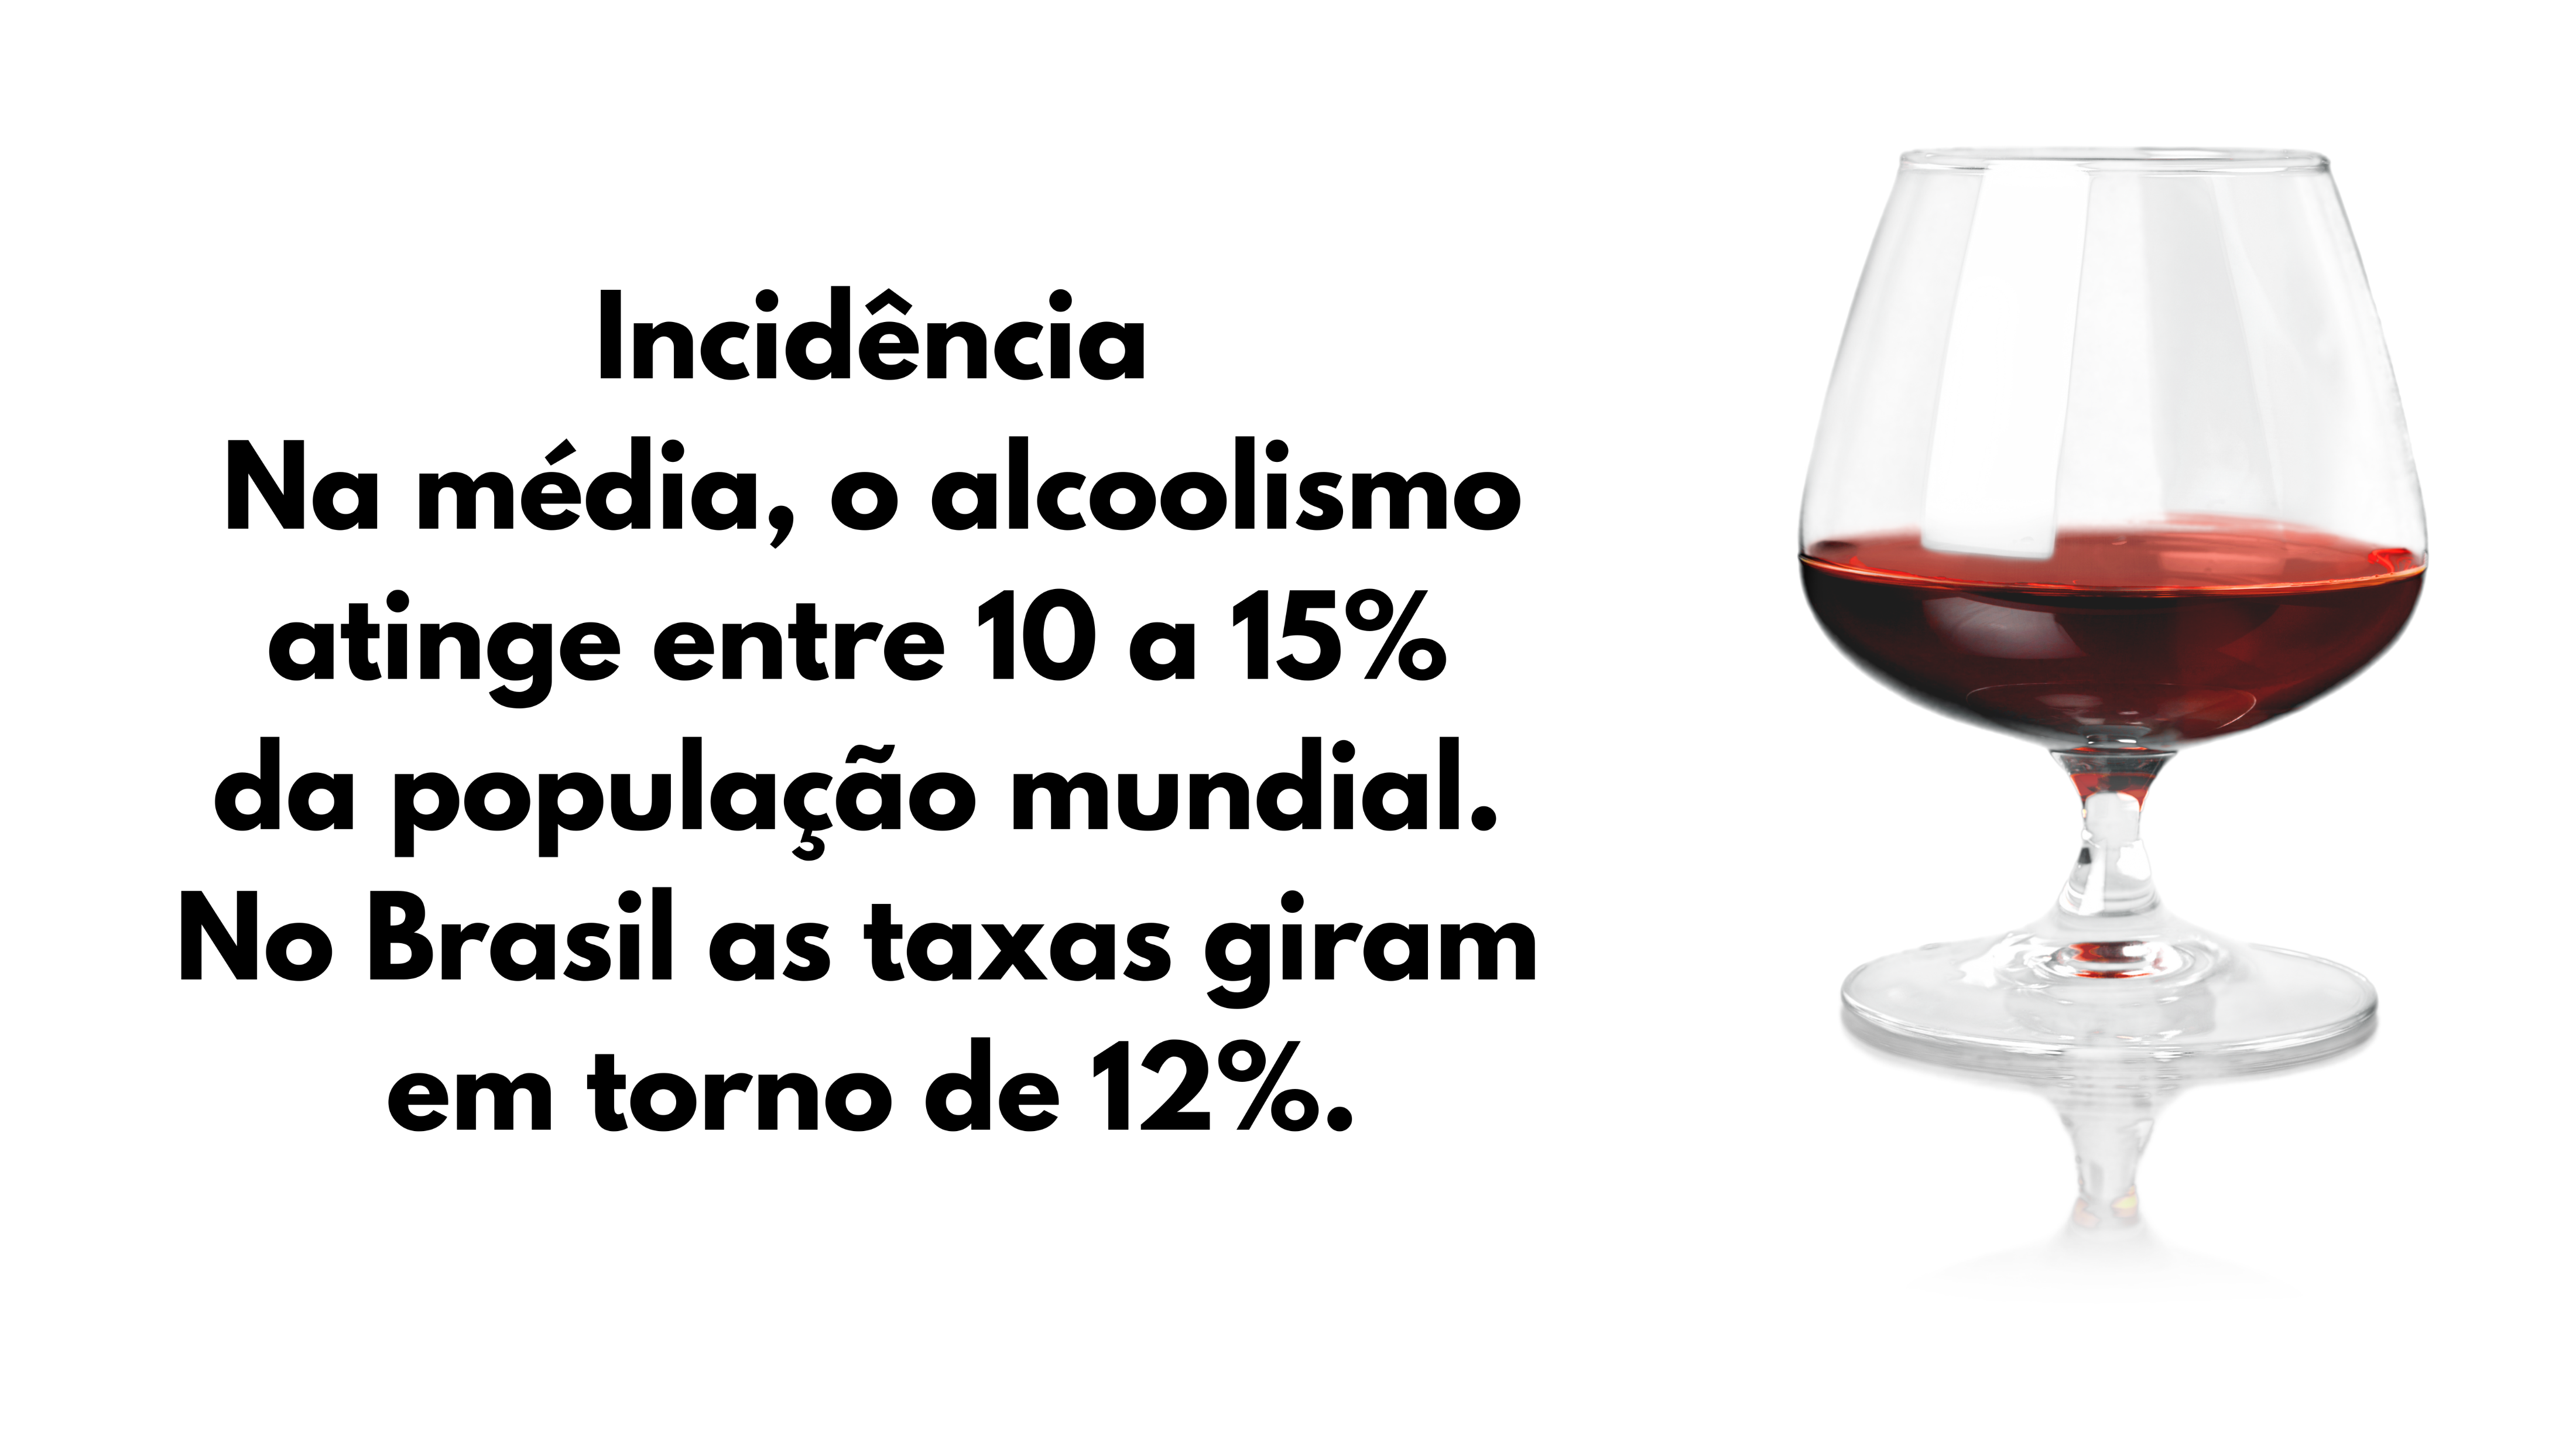 Incidência
Na média, o alcoolismo
atinge entre 10 a 15%
da população mundial.
No Brasil as taxas giram
em torno de 12%.